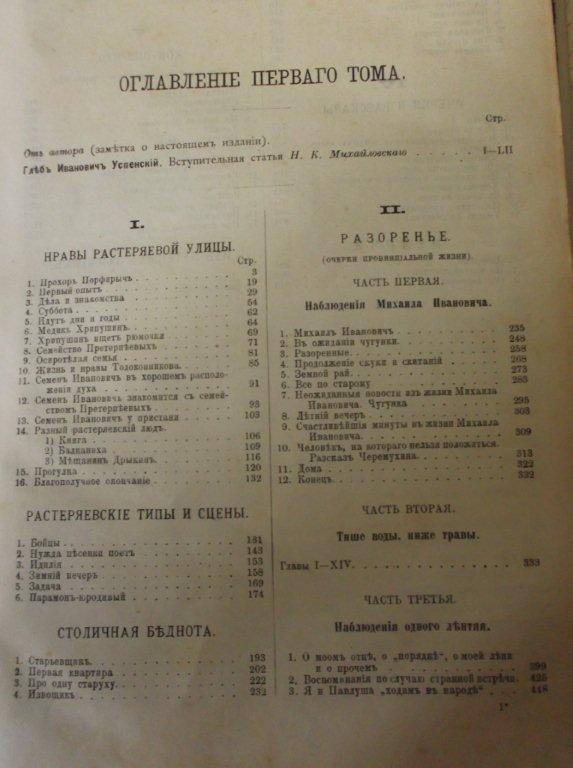 ОГЛАВЛЕНІЕ ПЕРВАГО ТОМА.
Стр.
Отъ автора (замѣтка о настоящемъ изданіи).
Глѣбъ Ивановичъ Успенскій. Вступительная статья Н. К. Михайловскаго . . . . . I—LII
I.
НРАВЫ РАСТЕРЯЕВОЙ УЛИЦЫ.
Стр.
1. Прохоръ Порфирычъ . . . . . . 3
2. Первый опытъ . . . . . . 19
3. Дѣла и знакомства . . . . . . 29
4. Суббота . . . . . . 54
5. Идутъ дни и годы . . . . . . 62
6. Медикъ Хрипушинъ. . . . . . 64
7. Хрипушинъ ищетъ рюмочки . . . . . 69
8. Семейство Претерпѣевыхъ . . . . . 71
9. Осиротѣлая семья . . . . . . 81
10. Жизнь и нравы Толоконникова. . . . . 85
11. Семенъ Ивановичъ въ хорошемъ расположеніи духа . . . . . . 91
12. Семенъ Ивановичъ знакомится съ семействомъ Претерпѣевыхъ . . . . . 93
13. Семенъ Ивановичъ у пристани . . . . 103
14. Разный растеряевскій людъ.
1) Книга . . . . . . 106
2) Балканиха . . . . . . 109
3) Мѣщанинъ Дрыкинъ. . . . . . 116
15. Прогулка . . . . . . 120
16. Благополучное окончаніе . . . . . . 132
РАСТЕРЯЕВСКІЕ ТИПЫ И СЦЕНЫ.
1. Бойцы . . . . . . 131
2. Нужда пѣсенки поетъ . . . . . . 143
3. Идилія . . . . . . 153
4. Зимній вечеръ . . . . . . 158
5. Задача . . . . . . 169
6. Парамонъ-юродивый . . . . . . 174
СТОЛИЧНАЯ БѢДНОТА.
1. Старьевщикъ. . . . . . 193
2. Первая квартира . . . . . . 202
3. Про одну старуху. . . . . . 222
4. Извощикъ . . . . . . 232
II.
РАЗОРЕНЬЕ.
(ОЧЕРКИ ПРОВИНЦІАЛЬНОЙ ЖИЗНИ).
ЧАСТЬ ПЕРВАЯ.
Наблюденія Михаила Ивановича.
1. Михаилъ Ивановичъ . . . . . . 235
2. Въ ожиданіи чугунки. . . . . . 248
3. Разоренные. . . . . . 258
4. Продолженіе скуки и скитаній . . . . 268
5. Земной рай. . . . . . 273
6. Все по старому . . . . . . 283
7. Неожиданныя новости изъ жизни Михаила
Ивановича. Чугунка . . . . . . 295
8. Лѣтній вечеръ . . . . . . 303
9. Счастливѣйшія минуты въ жизни Михаила
Ивановича. . . . . . 309
10. Человѣкъ, на котораго нельзя положиться.
Разсказъ Черемухина. . . . . . 313
11. Дома . . . . . . 322
12. Конецъ. . . . . . 332
ЧАСТЬ ВТОРАЯ.
Тише воды, ниже травы.
Главы I—XIV. . . . . . 333
ЧАСТЬ ТРЕТЬЯ.
Наблюденія одного лѣнтяя.
1. О моемъ отцѣ, о „порядкѣ“, о моей лѣни
и о прочемъ . . . . . . 399
2. Воспоминанія по случаю странной встрѣчи. 425
3. Я и Павлуша „ходимъ въ народѣ“ . . . 448
1*